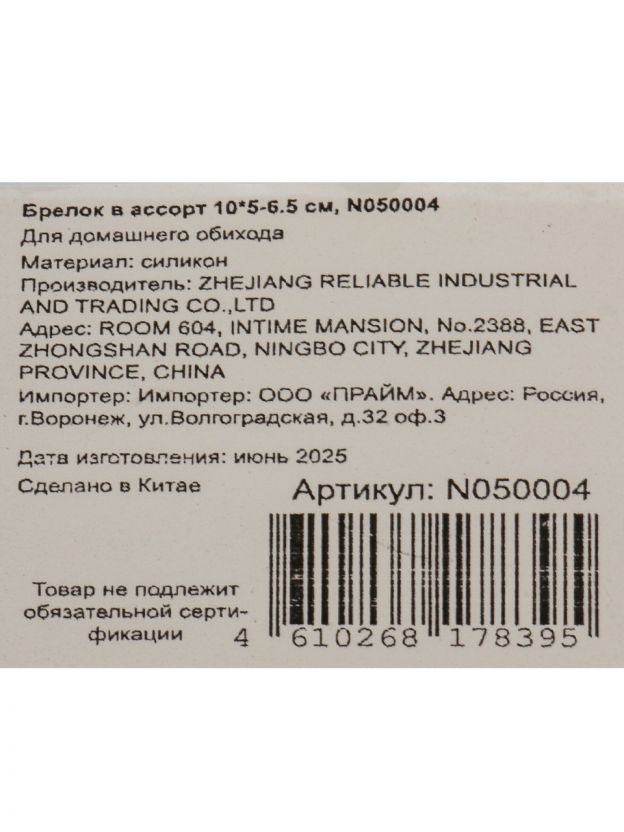 Брелок в ассорт 10*5-6.5 см, N050004
Для домашнего обихода
Материал: силикон
Производитель: ZHEJIANG RELIABLE INDUSTRIAL
AND TRADING CO.,LTD
Адрес: ROOM 604, INTIME MANSION, No.2388, EAST
ZHONGSHAN ROAD, NINGBO CITY, ZHEJIANG
PROVINCE, CHINA
Импортер: Импортер: ООО «ПРАЙМ». Адрес: Россия,
г.Воронеж, ул.Волгоградская, д.32 оф.3
Дата изготовления: июнь 2025
Сделано в Китае
Артикул: N050004
Товар не подлежит
обязательной серти-
фикации
4 610268 178395